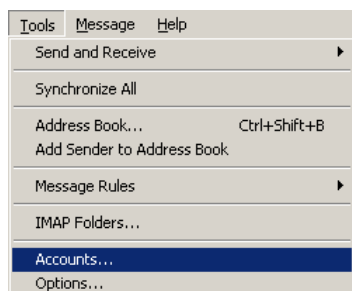 Tools Message Help
Send and Receive
Synchronize All
Address Book... Ctrl+Shift+B
Add Sender to Address Book
Message Rules
IMAP Folders...
Accounts...
Options...